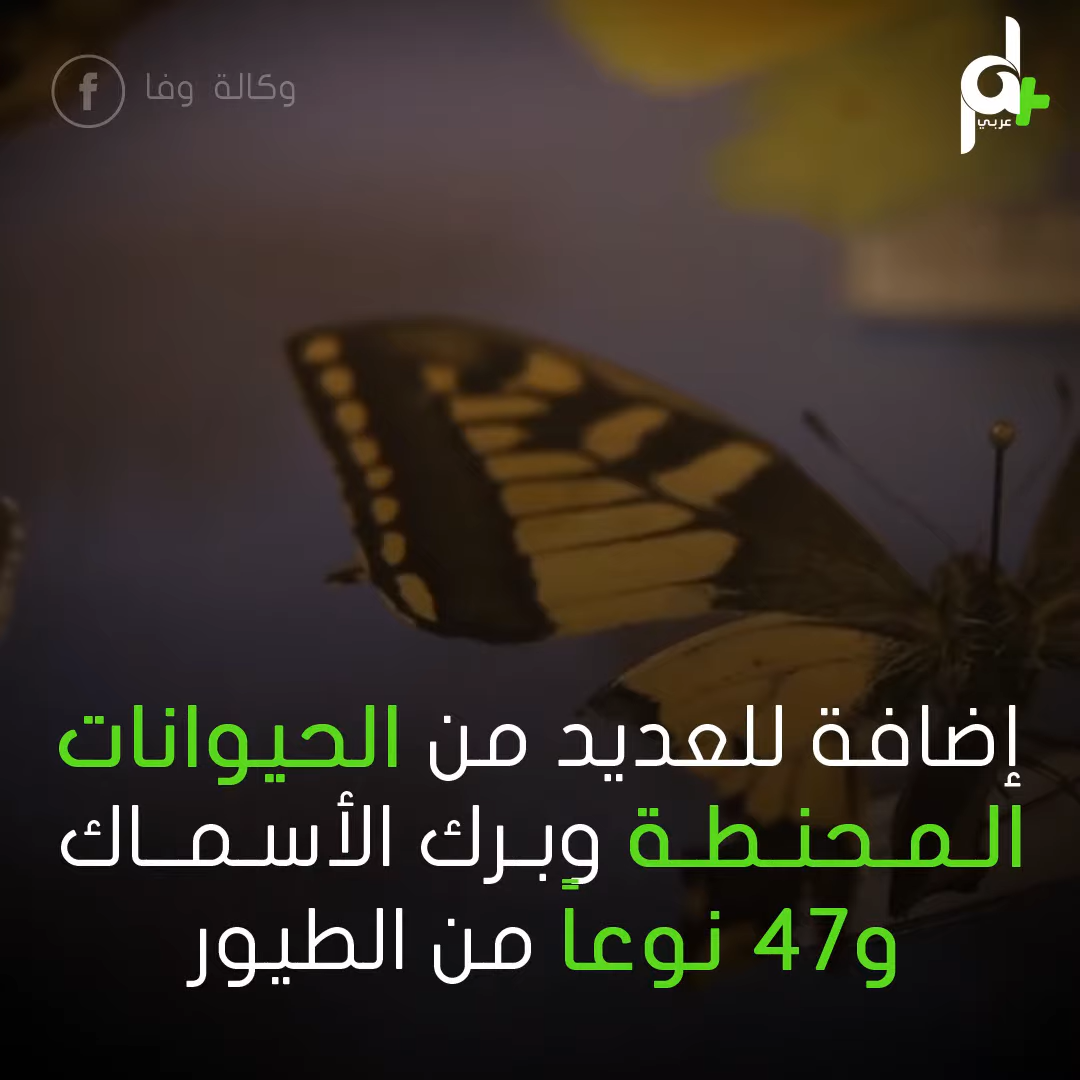 وكالة وفا
عربي
إضافة للعديد من الحيوانات
المحنطة وبرك الأسماك
و47 نوعاً من الطيور